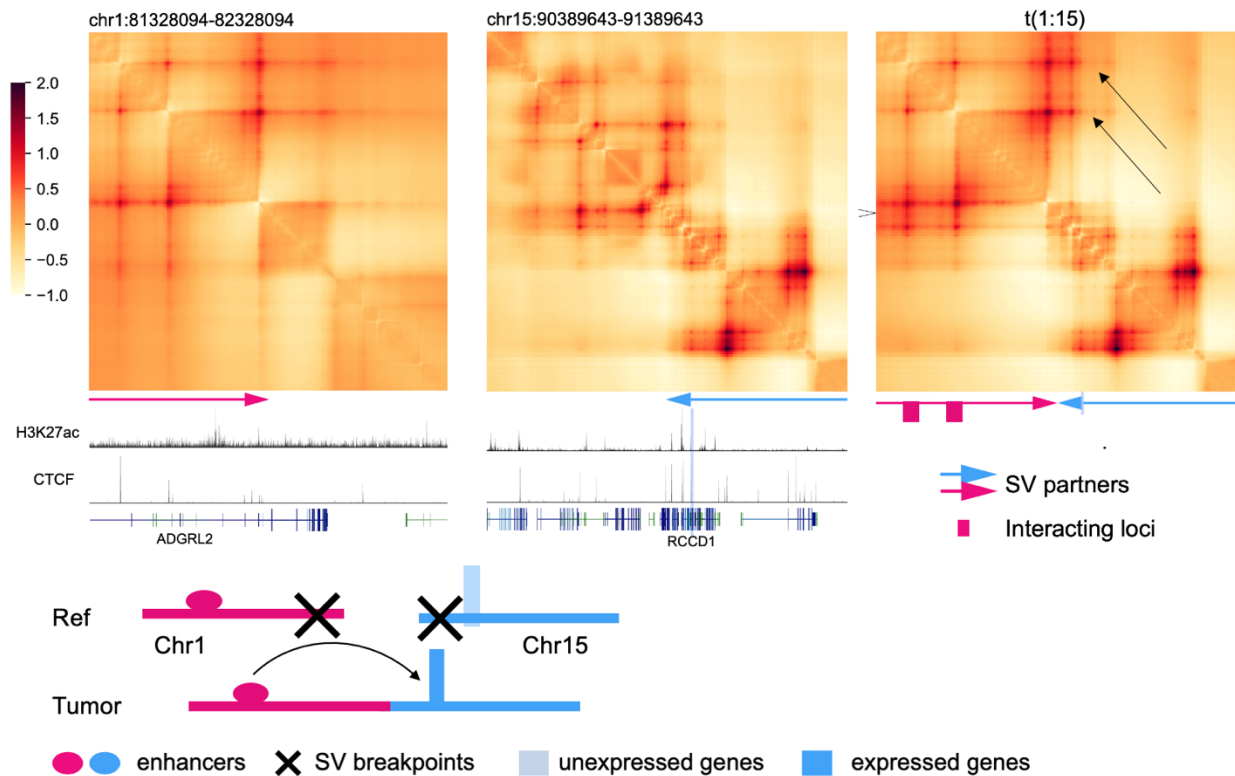 chr1:81328094-82328094
chr15:90389643-91389643
t(1:15)
2.0
1.5
1.0
0.5
0.0
−0.5
−1.0
H3K27ac
CTCF
ADGRL2
RCCD1
SV partners
Interacting loci
Ref
Chr1
Chr15
Tumor
enhancers
SV breakpoints
unexpressed genes
expressed genes